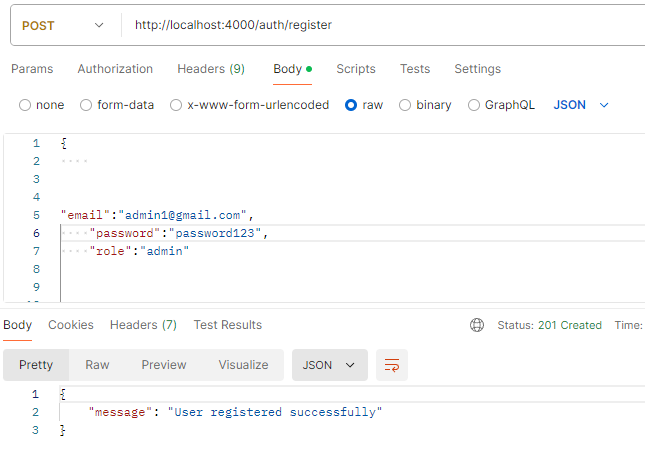 POST http://localhost:4000/auth/register
Params Authorization Headers (9) Body Scripts Tests Settings
none form-data x-www-form-urlencoded raw binary GraphQL JSON
1 {
2
3
4
5 "email":"admin1@gmail.com",
6 "password":"password123",
7 "role":"admin"
8
9
Body Cookies Headers (7) Test Results Status: 201 Created Time:
Pretty Raw Preview Visualize JSON
1 {
2 "message": "User registered successfully"
3 }